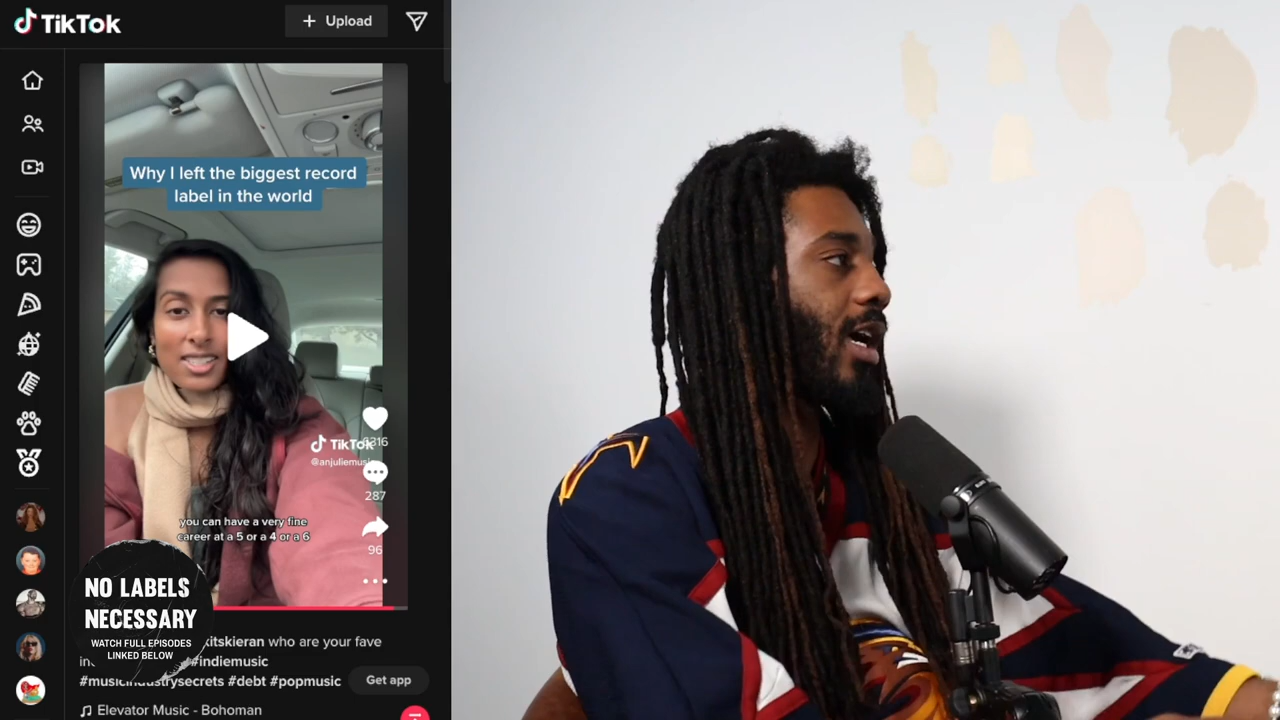 TikTok
+ Upload
Why I left the biggest record
label in the world
TikTok
6316
@anjuliemusic
287
you can have a very fine
career at a 5 or a 4 or a 6
96
NO LABELS
NECESSARY
WATCH FULL EPISODES
LINKED BELOW
kitskieran who are your fave
#indiemusic
#musicindustrysecrets #debt #popmusic
Get app
Elevator Music - Bohoman